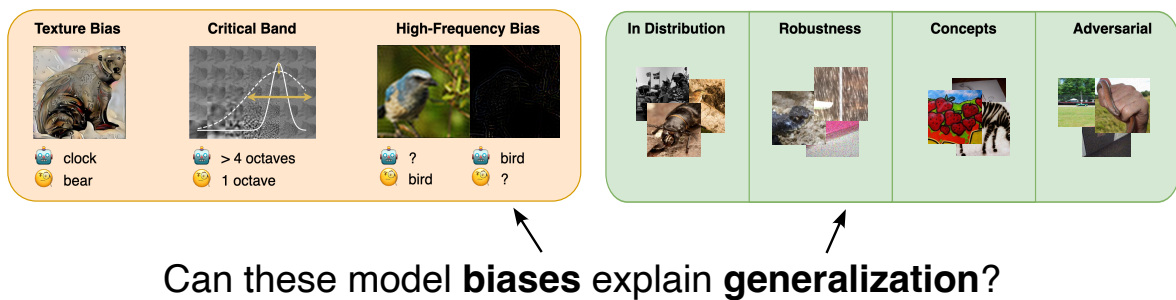 Texture Bias
clock
bear
Critical Band
> 4 octaves
1 octave
High-Frequency Bias
? bird
bird ?
In Distribution
Robustness
Concepts
Adversarial
Can these model biases explain generalization?